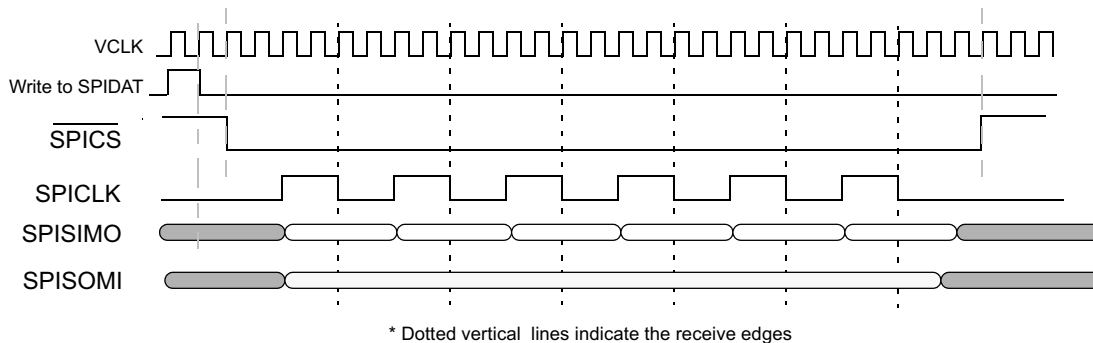 VCLK
Write to SPIDAT
SPICS
SPICLK
SPISIMO
SPISOMI
* Dotted vertical lines indicate the receive edges